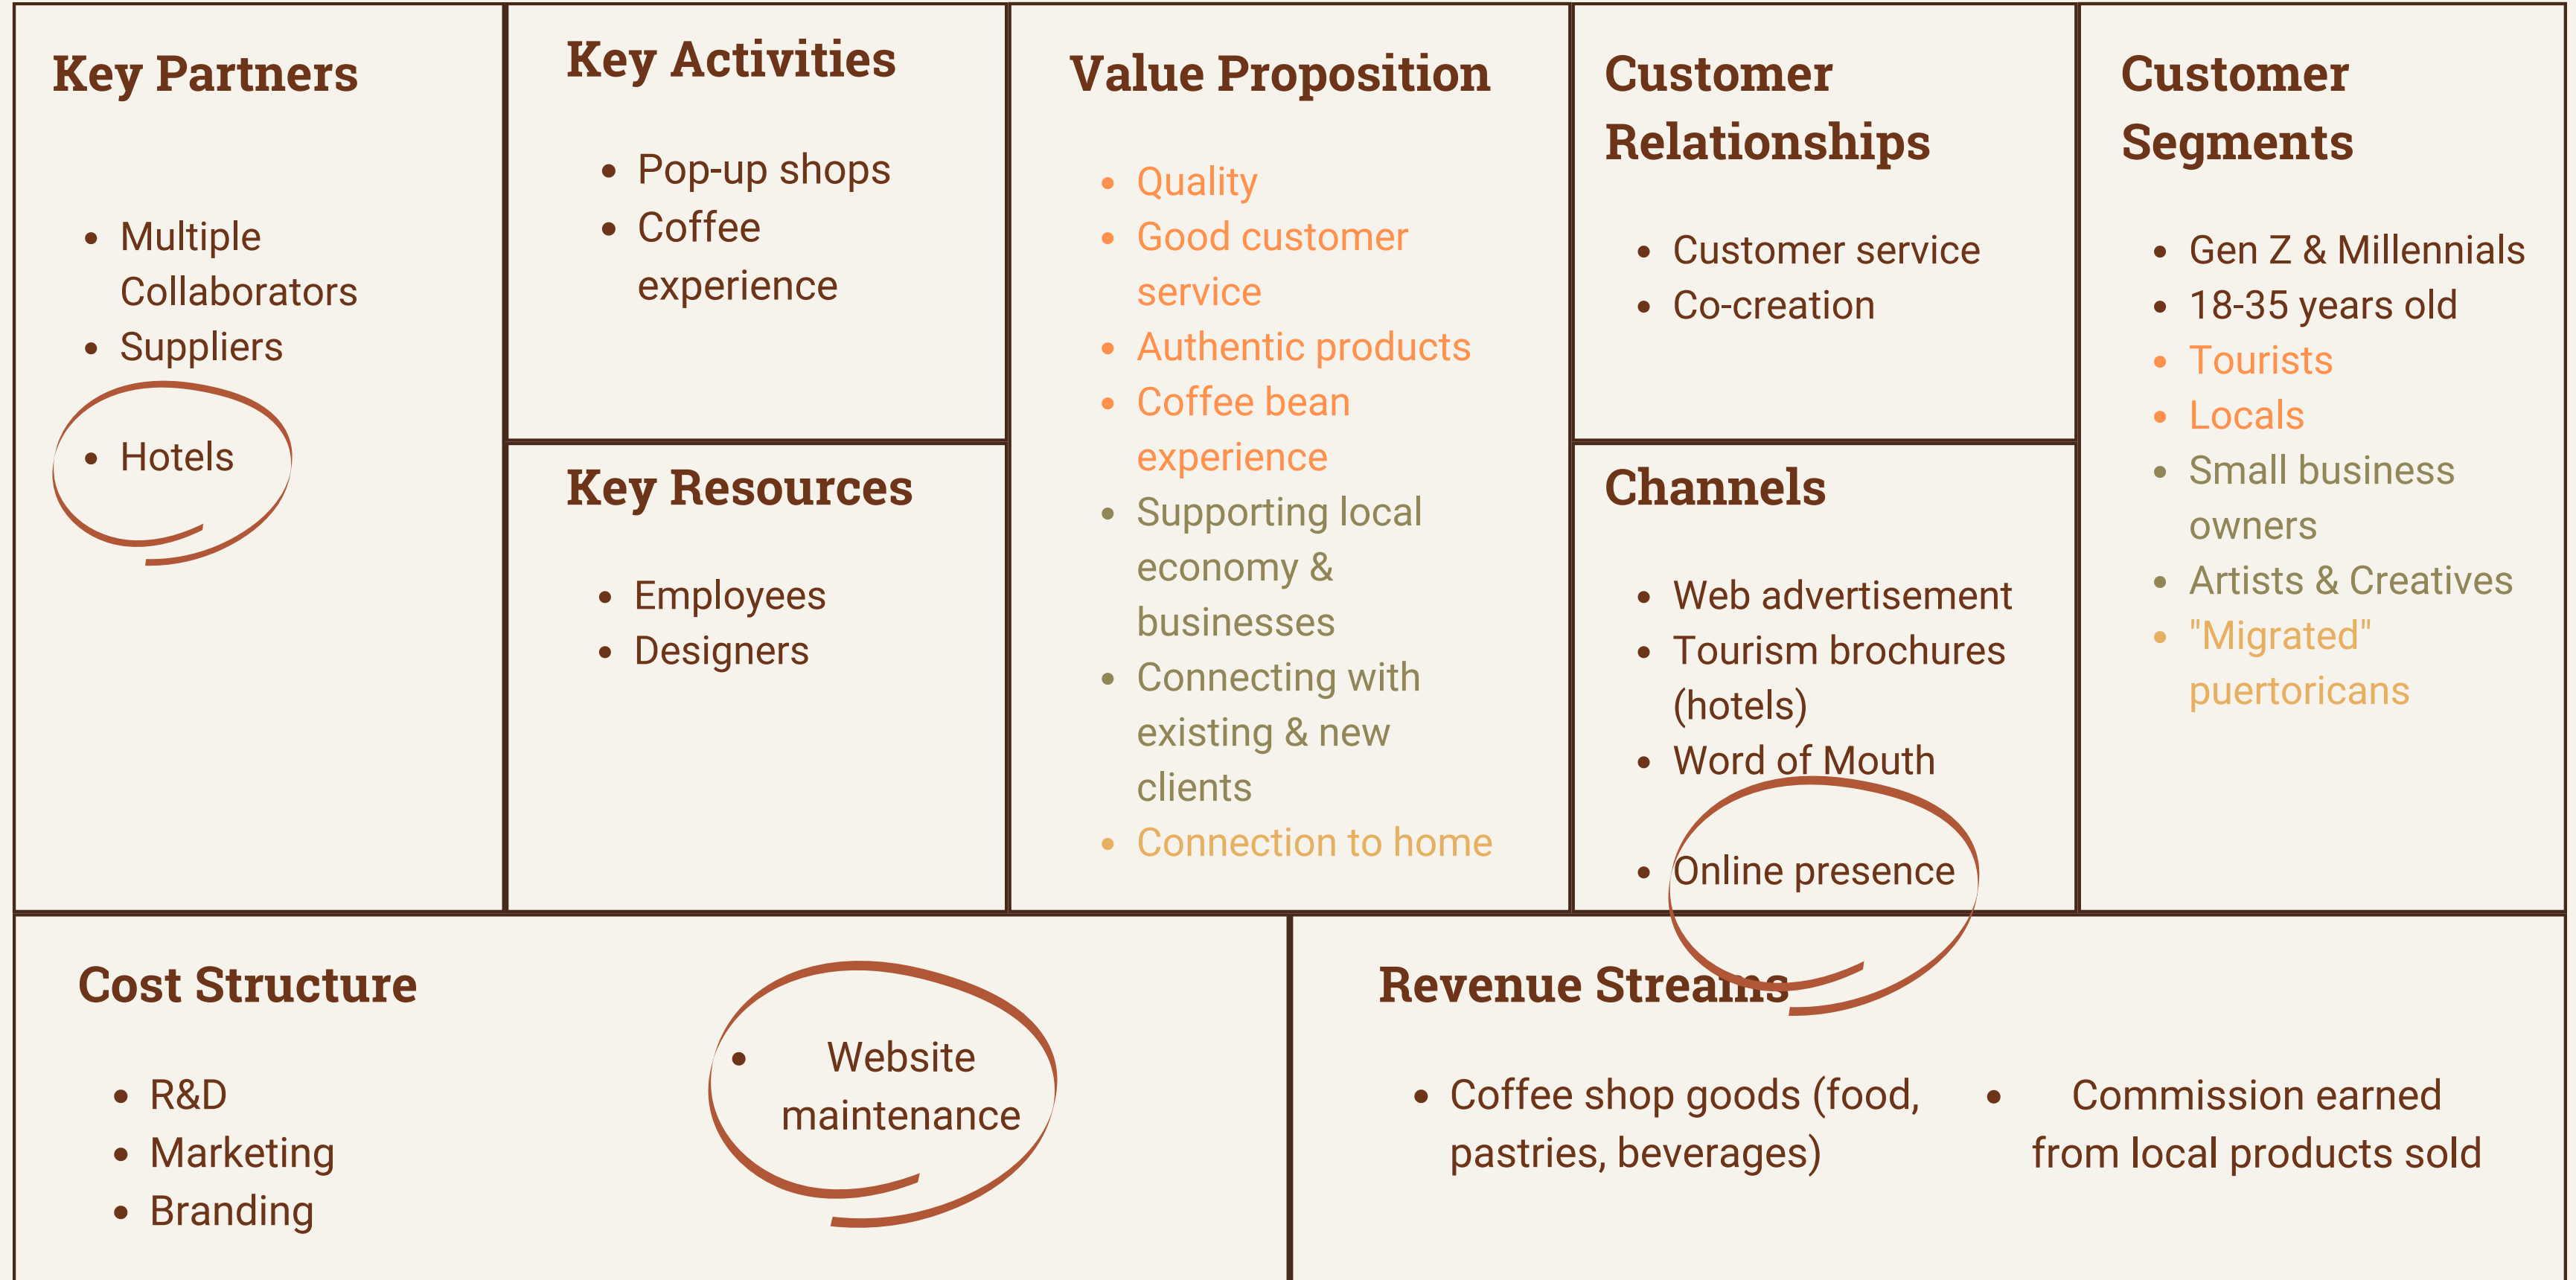 Key Partners
• Multiple
Collaborators
• Suppliers
• Hotels
Key Activities
• Pop-up shops
• Coffee
experience
Key Resources
• Employees
• Designers
Value Proposition
• Quality
• Good customer
service
• Authentic products
• Coffee bean
experience
• Supporting local
economy &
businesses
• Connecting with
existing & new
clients
• Connection to home
Customer
Relationships
• Customer service
• Co-creation
Channels
• Web advertisement
• Tourism brochures
(hotels)
• Word of Mouth
• Online presence
Customer
Segments
• Gen Z & Millennials
• 18-35 years old
• Tourists
• Locals
• Small business
owners
• Artists & Creatives
• "Migrated"
puertoricans
Cost Structure
• R&D
• Marketing
• Branding
• Website
maintenance
Revenue Streams
• Coffee shop goods (food,
pastries, beverages)
• Commission earned
from local products sold